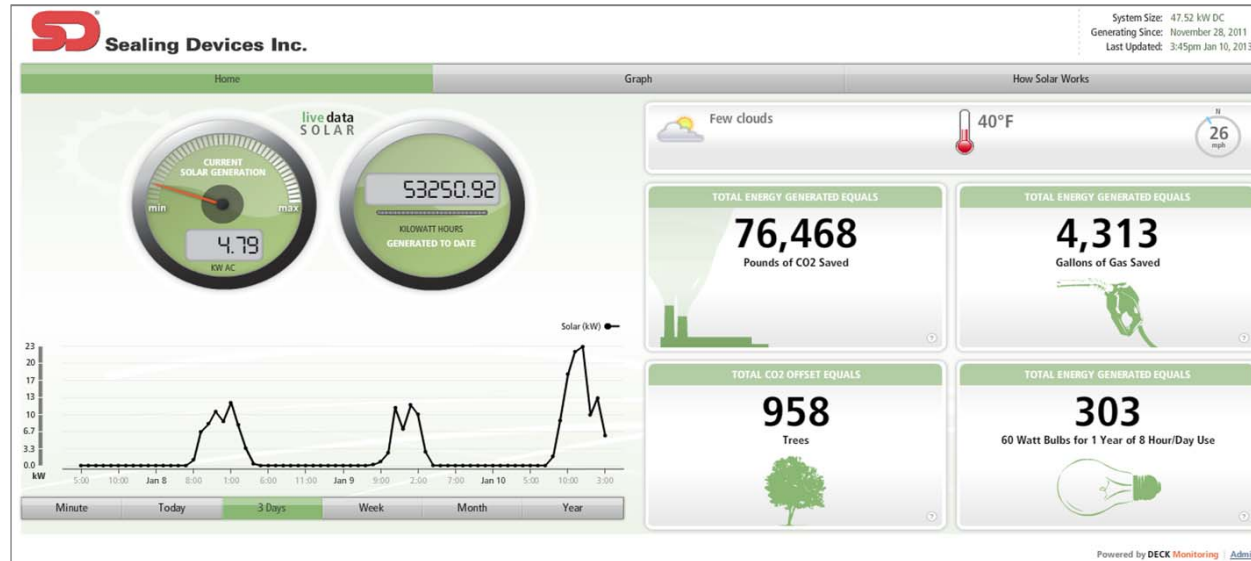 SD
Sealing Devices Inc.
System Size: 47.52 kW DC
Generating Since: November 28, 2011
Last Updated: 3:45pm Jan 10, 2013
Home
Graph
How Solar Works
live data
SOLAR
CURRENT
SOLAR GENERATION
min
max
4.79
KW AC
53250.92
KILOWATT HOURS
GENERATED TO DATE
Few clouds
40°F
N
26
mph
TOTAL ENERGY GENERATED EQUALS
76,468
Pounds of CO2 Saved
?
TOTAL ENERGY GENERATED EQUALS
4,313
Gallons of Gas Saved
?
Solar (kW)
23
20
17
13
10
6.7
3.3
0.0
kW
5:00 10:00 Jan 8 8:00 1:00 6:00 11:00 Jan 9 9:00 2:00 7:00 Jan 10 5:00 10:00 3:00
Minute
Today
3 Days
Week
Month
Year
TOTAL CO2 OFFSET EQUALS
958
Trees
?
TOTAL ENERGY GENERATED EQUALS
303
60 Watt Bulbs for 1 Year of 8 Hour/Day Use
?
Powered by DECK Monitoring | Admi